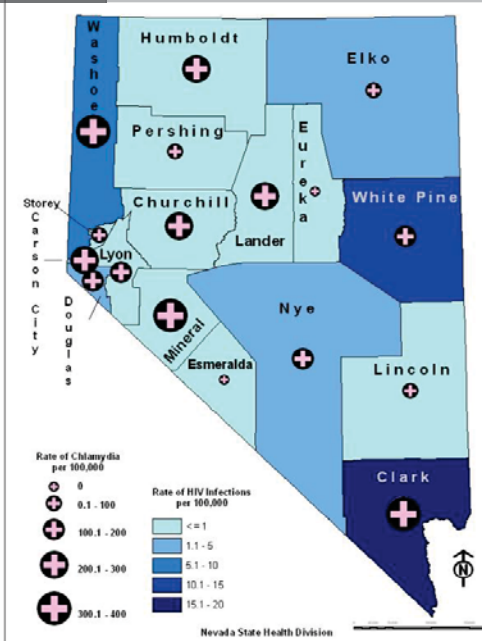 Washoe
Humboldt
Elko
Pershing
Eureka
Storey
Churchill
Lander
White Pine
Carson City
Lyon
Douglas
Mineral
Nye
Esmeralda
Lincoln
Clark
Rate of Chlamydia
per 100,000
0
0.1 - 100
100.1 - 200
200.1 - 300
300.1 - 400
Rate of HIV Infections
per 100,000
<= 1
1.1 - 5
5.1 - 10
10.1 - 15
15.1 - 20
N
Nevada State Health Division